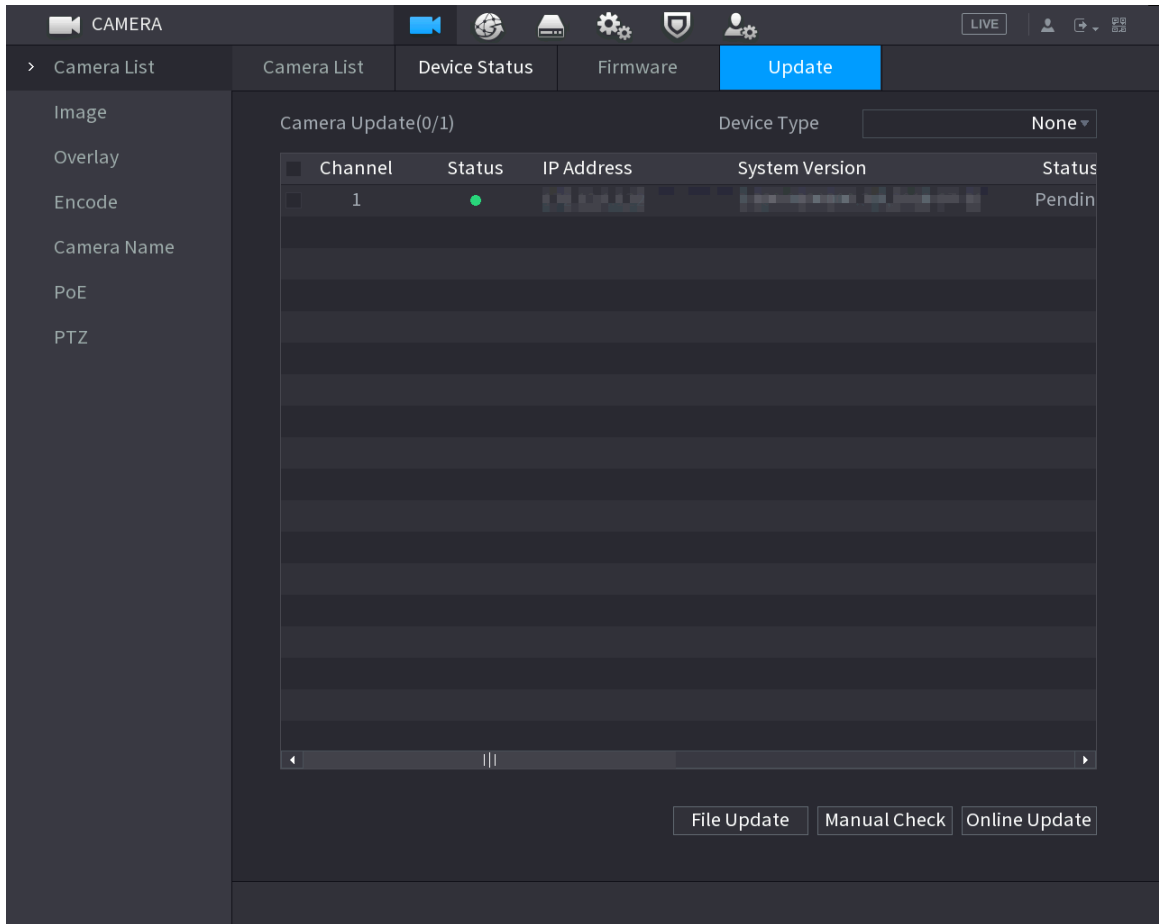 CAMERA LIVE
Camera List
Image
Overlay
Encode
Camera Name
PoE
PTZ
Camera List Device Status Firmware Update
Camera Update(0/1) Device Type None
Channel Status IP Address System Version Status
1 Pendin
File Update Manual Check Online Update